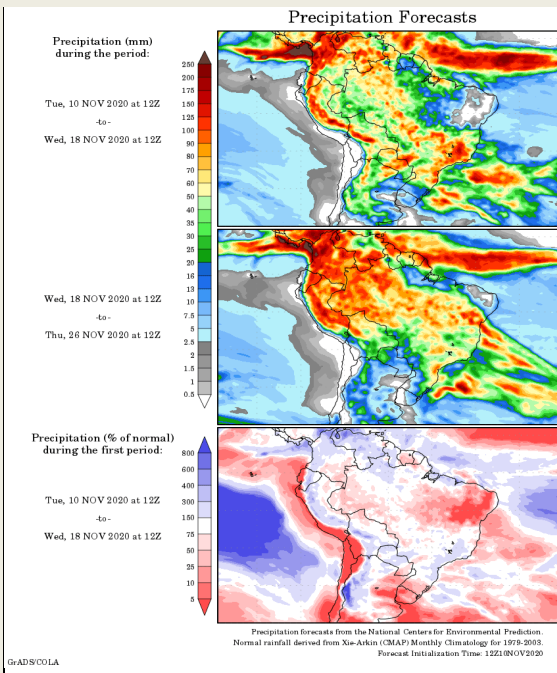 Precipitation Forecasts
Precipitation (mm)
during the period:
Tue, 10 NOV 2020 at 12Z
-to-
Wed, 18 NOV 2020 at 12Z
250
200
175
150
125
100
90
80
70
60
50
40
35
30
25
20
16
13
10
7.5
5
2.5
2
1.5
1
0.5
Wed, 18 NOV 2020 at 12Z
-to-
Thu, 26 NOV 2020 at 12Z
Precipitation (% of normal)
during the first period:
Tue, 10 NOV 2020 at 12Z
-to-
Wed, 18 NOV 2020 at 12Z
800
600
400
300
150
75
50
25
10
5
Precipitation forecasts from the National Centers for Environmental Prediction.
Normal rainfall derived from Xie-Arkin (CMAP) Monthly Climatology for 1979-2003.
Forecast Initialization Time: 12Z10NOV2020
GrADS/COLA